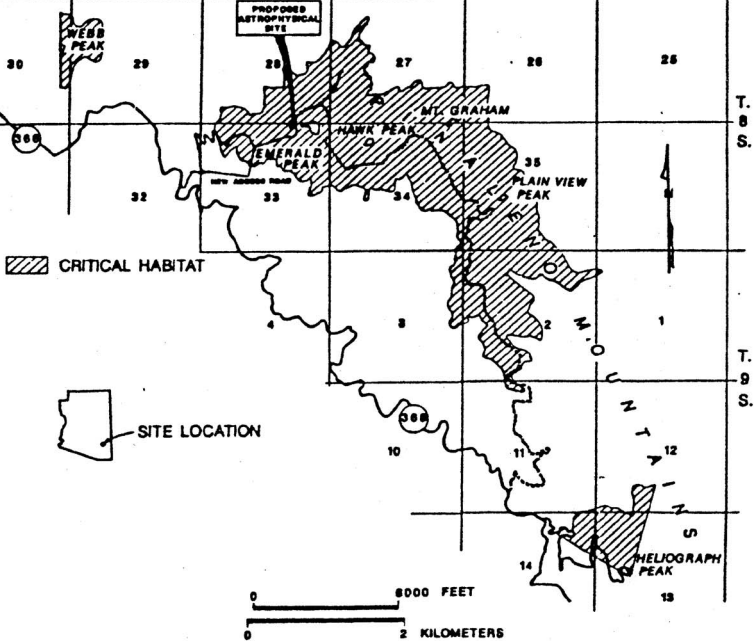 PROPOSED
ASTROPHYSICAL
SITE
WEBB
PEAK
30
29
28
27
26
25
T.
8
S.
366
MT. GRAHAM
HAWK PEAK
EMERALD
PEAK
35
PLAIN VIEW
PEAK
N
NEW ACCESS ROAD
32
33
34
CRITICAL HABITAT
PINALENO MOUNTAINS
4
3
2
1
T.
9
S.
366
SITE LOCATION
10
11
12
14
HELIOGRAPH
PEAK
13
0 6000 FEET
0 2 KILOMETERS